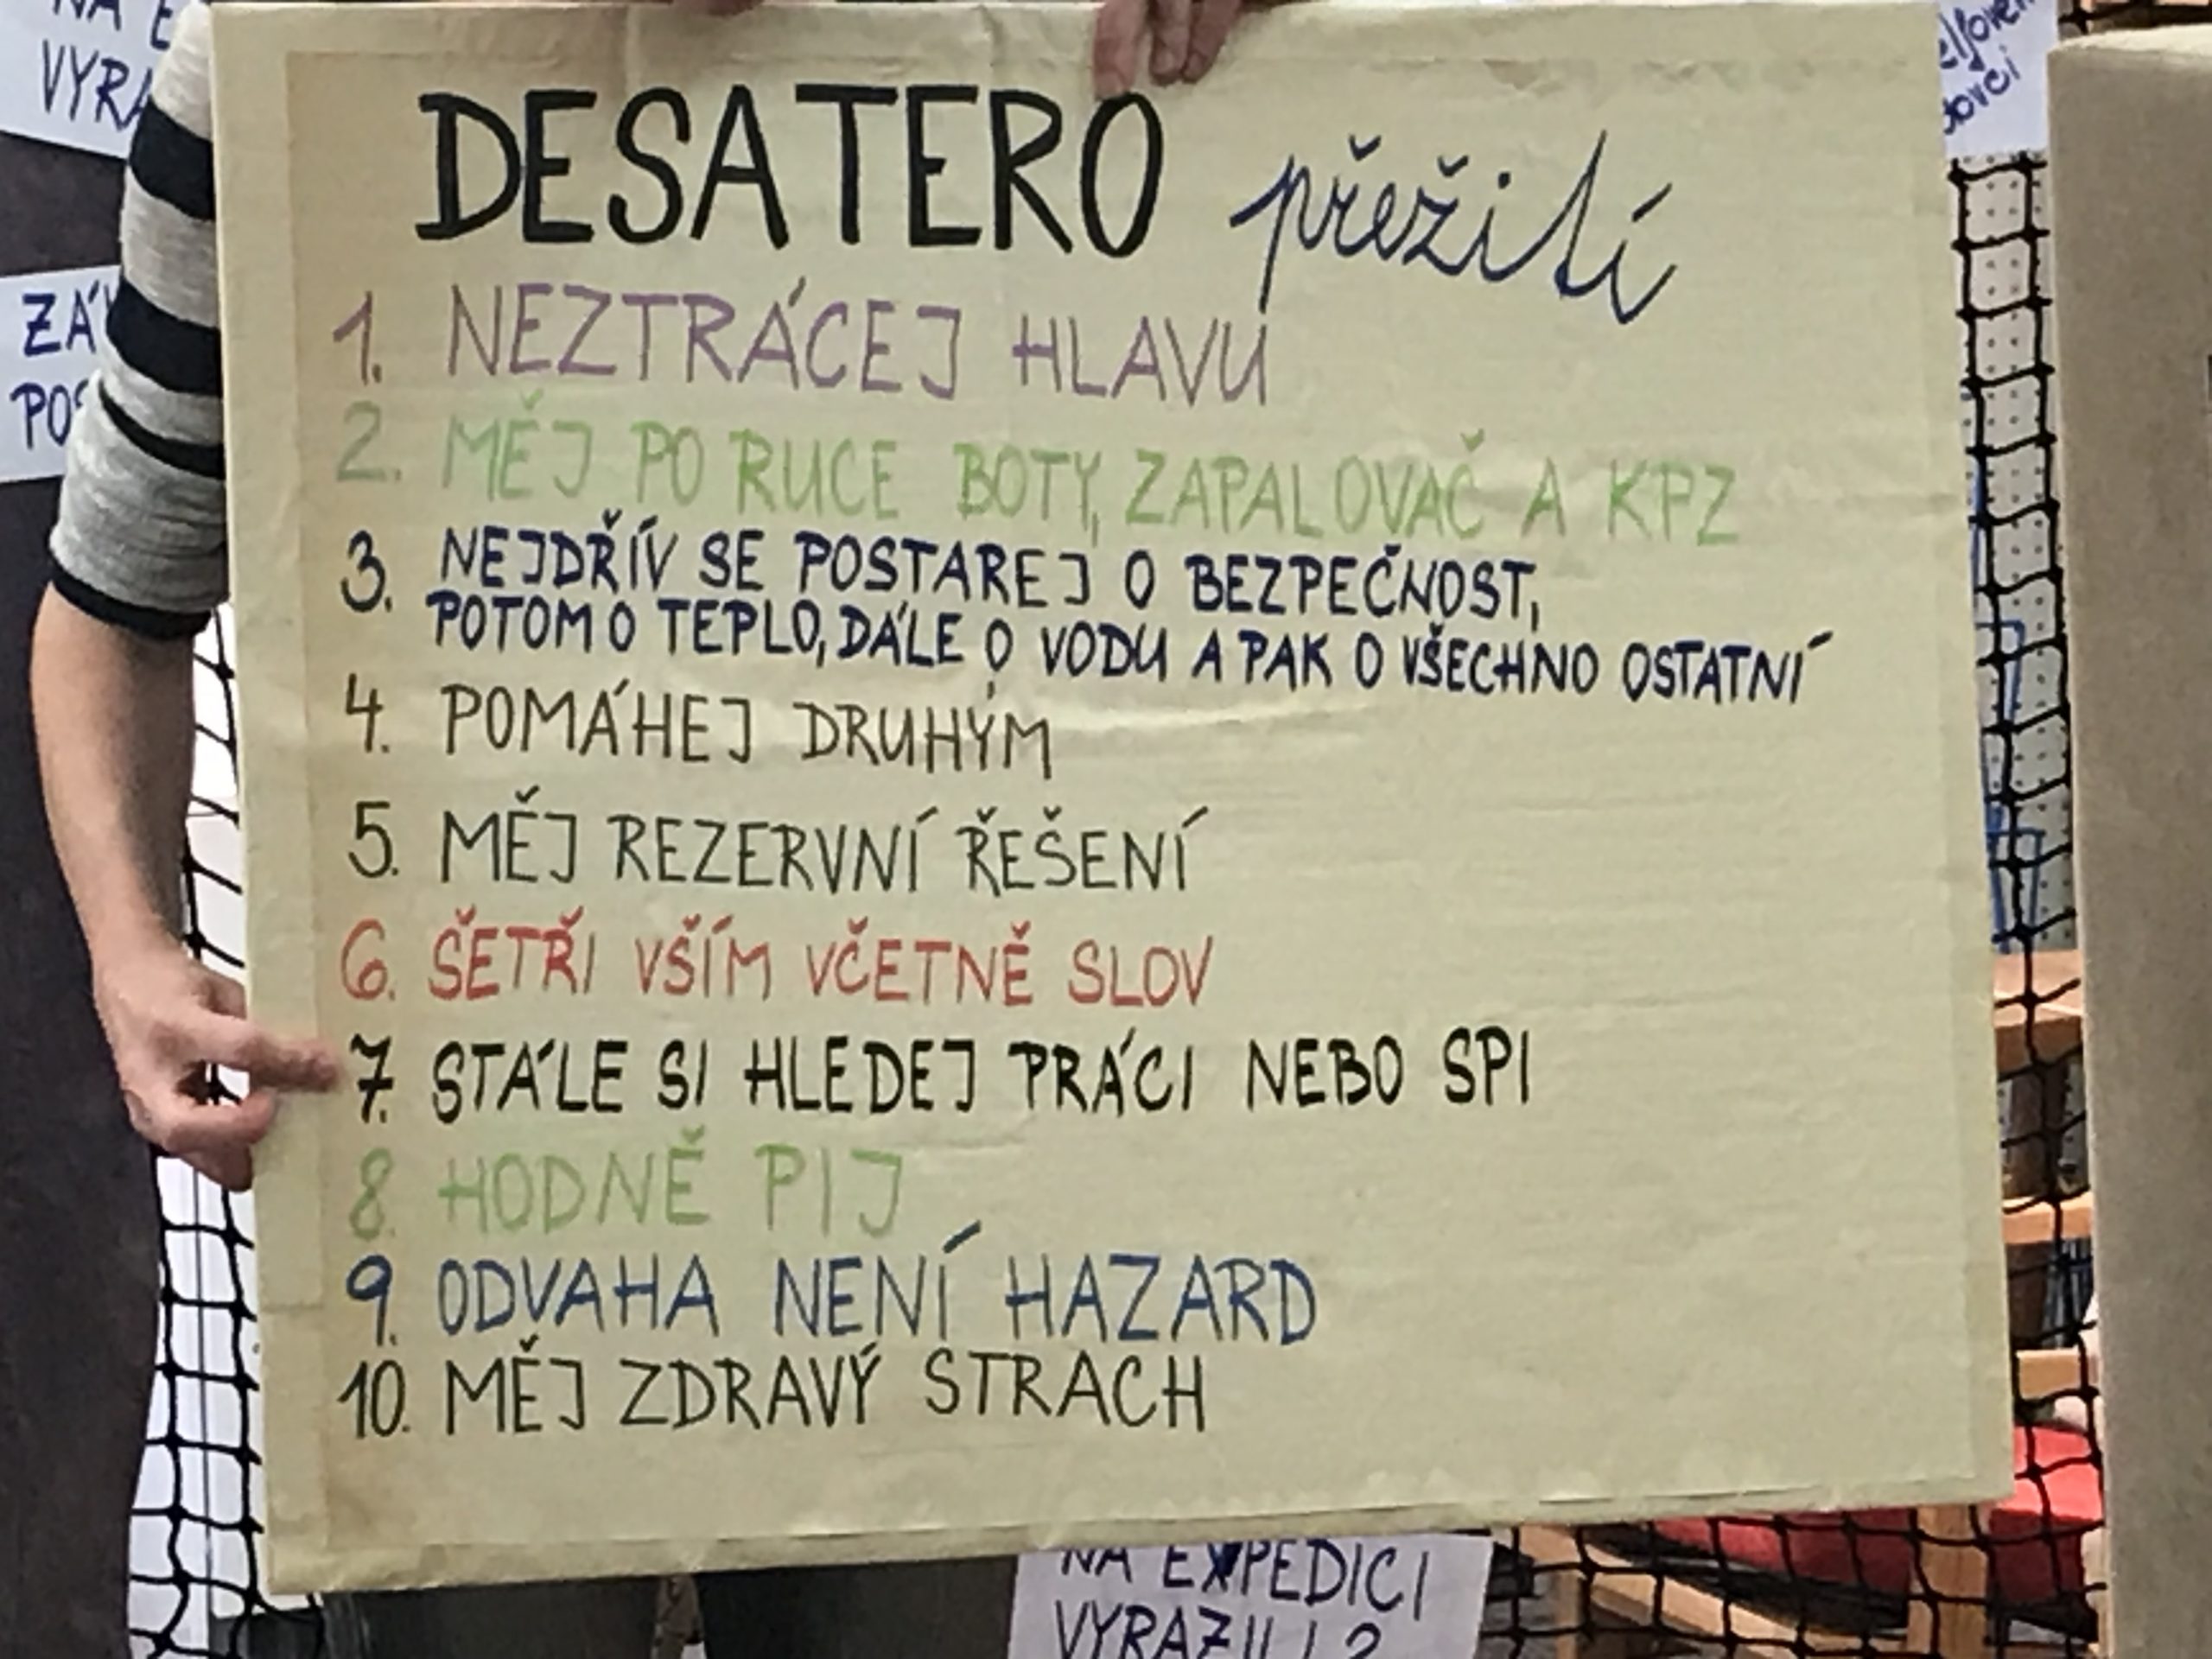 DESATERO přežití
1. NEZTRÁCEJ HLAVU
2. MĚJ PO RUCE BOTY, ZAPALOVAČ A KPZ
3. NEJDŘÍV SE POSTAREJ O BEZPEČNOST,
POTOM O TEPLO, DÁLE O VODU A PAK O VŠECHNO OSTATNÍ
4. POMÁHEJ DRUHÝM
5. MĚJ REZERVNÍ ŘEŠENÍ
6. ŠETŘI VŠÍM VČETNĚ SLOV
7. STÁLE SI HLEDEJ PRÁCI NEBO SPI
8. HODNĚ PIJ
9. ODVAHA NENÍ HAZARD
10. MĚJ ZDRAVÝ STRACH
NA EXPEDICI